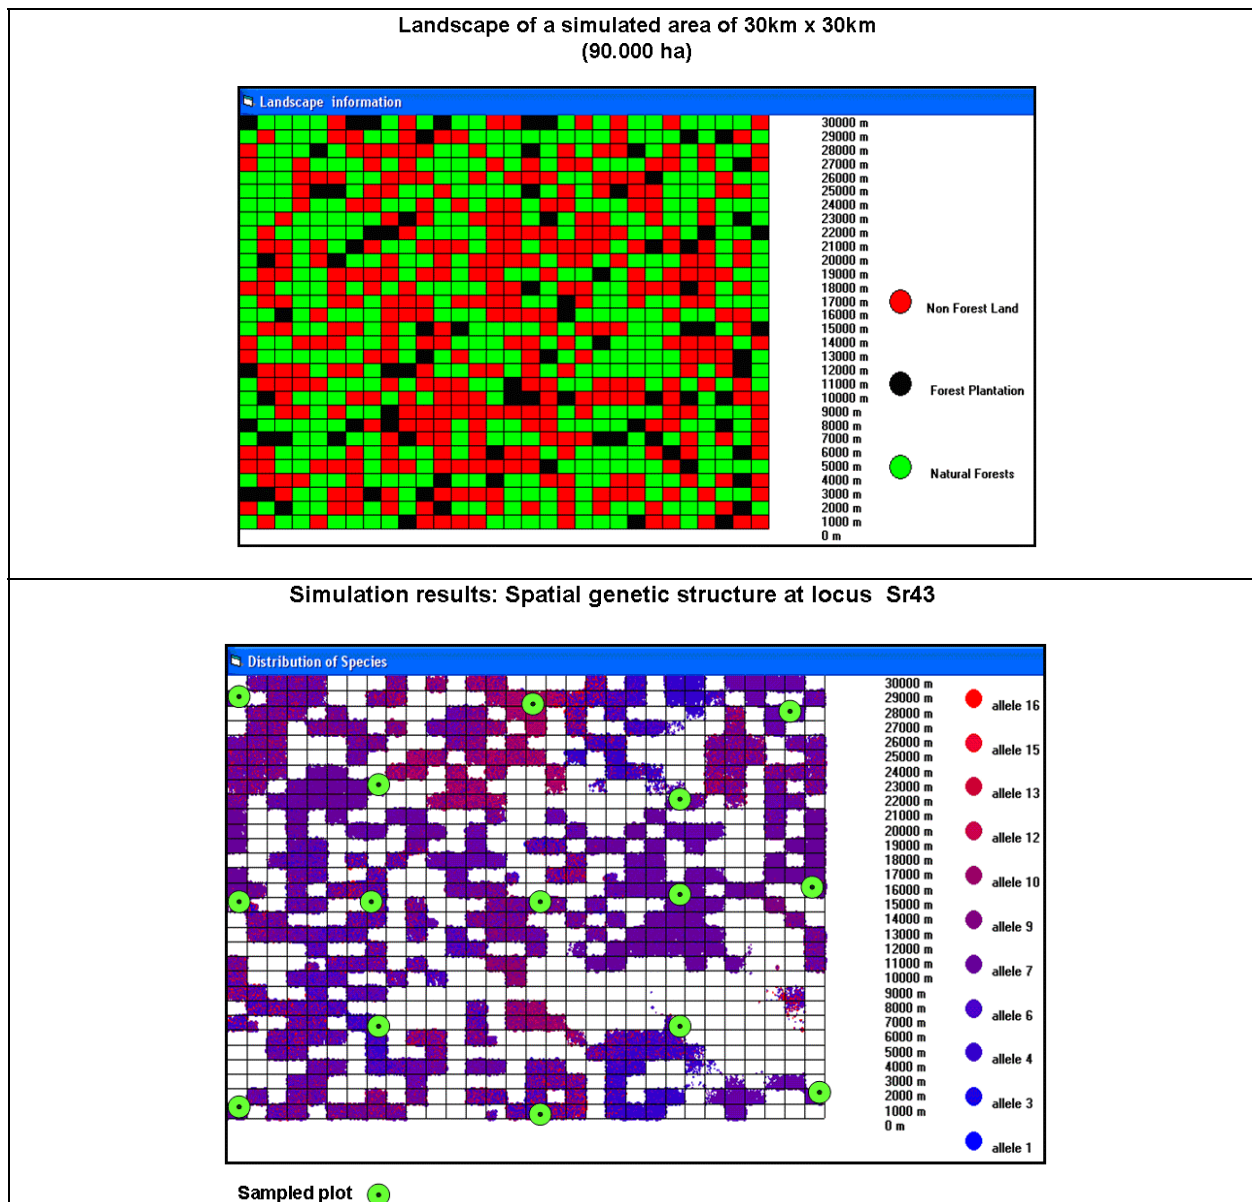 Landscape of a simulated area of 30km x 30km
(90.000 ha)
Landscape information
30000 m
29000 m
28000 m
27000 m
26000 m
25000 m
24000 m
23000 m
22000 m
21000 m
20000 m
19000 m
18000 m
17000 m
16000 m
15000 m
14000 m
13000 m
12000 m
11000 m
10000 m
9000 m
8000 m
7000 m
6000 m
5000 m
4000 m
3000 m
2000 m
1000 m
0 m
Non Forest Land
Forest Plantation
Natural Forests
Simulation results: Spatial genetic structure at locus Sr43
Distribution of Species
30000 m
29000 m
28000 m
27000 m
26000 m
25000 m
24000 m
23000 m
22000 m
21000 m
20000 m
19000 m
18000 m
17000 m
16000 m
15000 m
14000 m
13000 m
12000 m
11000 m
10000 m
9000 m
8000 m
7000 m
6000 m
5000 m
4000 m
3000 m
2000 m
1000 m
0 m
allele 16
allele 15
allele 13
allele 12
allele 10
allele 9
allele 7
allele 6
allele 4
allele 3
allele 1
Sampled plot